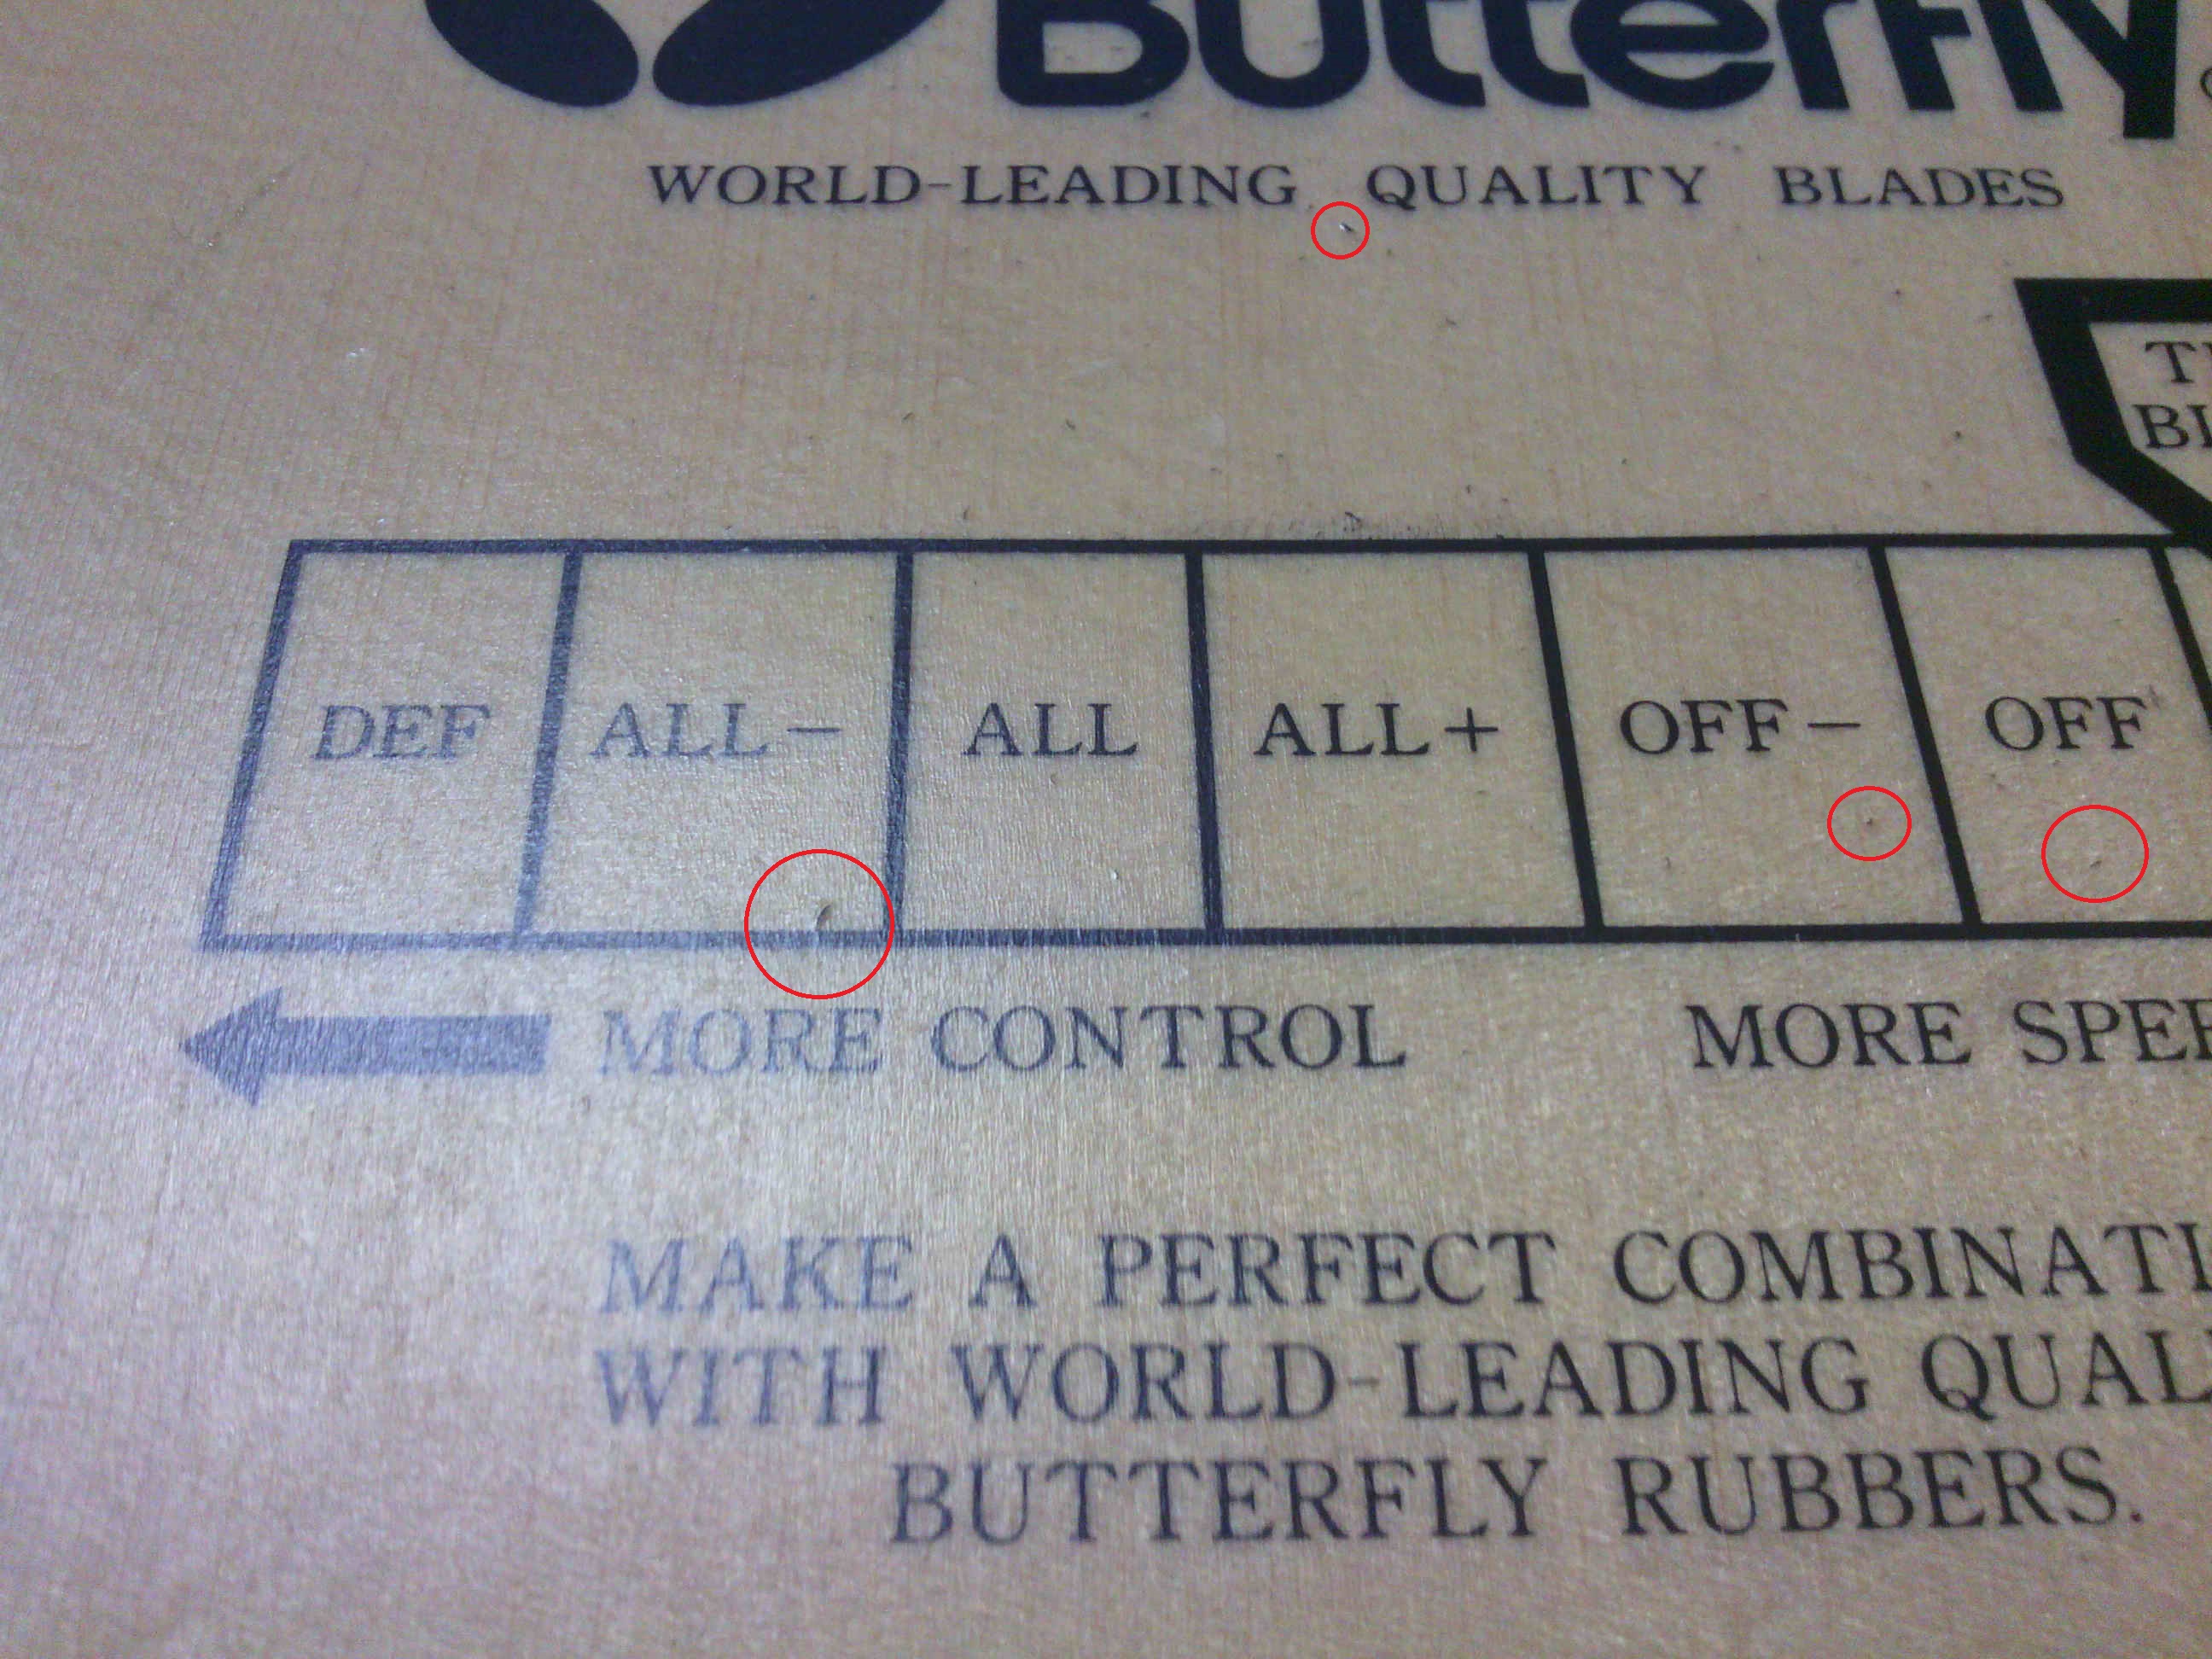 Butterfly
WORLD-LEADING QUALITY BLADES
DEF ALL- ALL ALL+ OFF- OFF
MORE CONTROL MORE
MAKE A PERFECT
WITH WORLD-LEADING
BUTTERFLY RUBBERS.